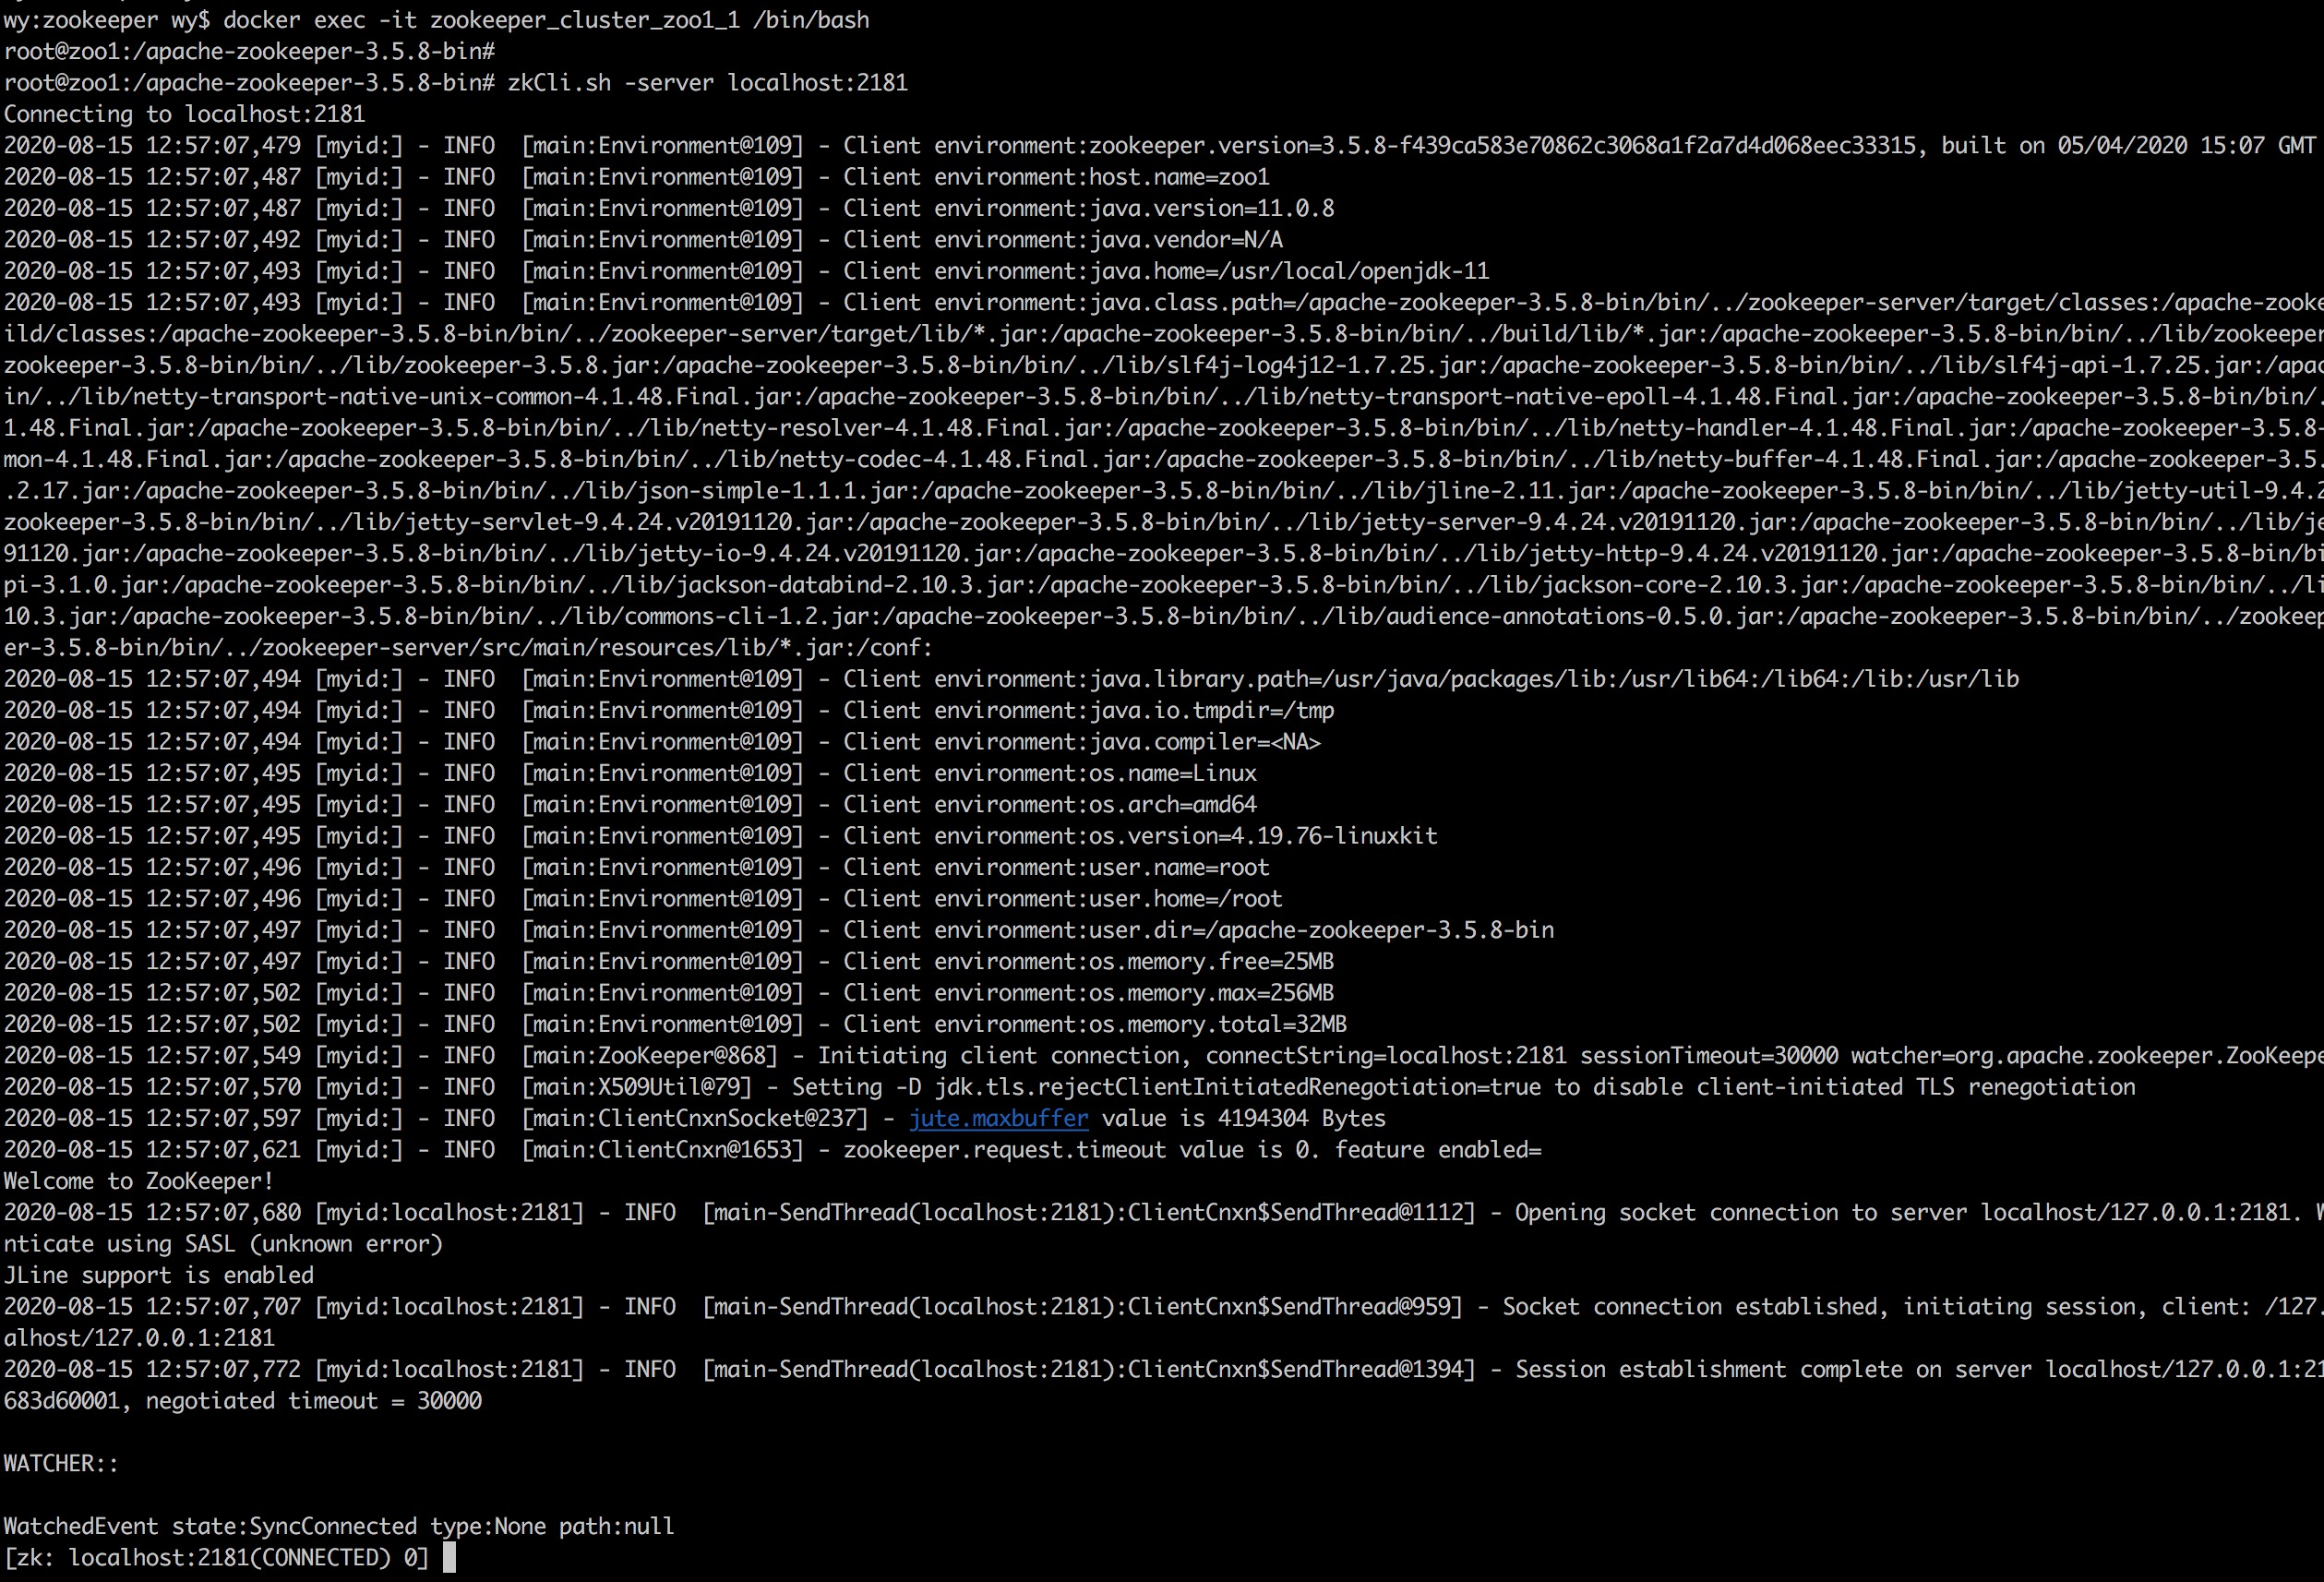 wy:zookeeper wy$ docker exec -it zookeeper_cluster_zoo1_1 /bin/bash
root@zoo1:/apache-zookeeper-3.5.8-bin#
root@zoo1:/apache-zookeeper-3.5.8-bin# zkCli.sh -server localhost:2181
Connecting to localhost:2181
2020-08-15 12:57:07,479 [myid:] - INFO  [main:Environment@109] - Client environment:zookeeper.version=3.5.8-f439ca583e70862c3068a1f2a7d4d068eec33315, built on 05/04/2020 15:07 GMT
2020-08-15 12:57:07,487 [myid:] - INFO  [main:Environment@109] - Client environment:host.name=zoo1
2020-08-15 12:57:07,487 [myid:] - INFO  [main:Environment@109] - Client environment:java.version=11.0.8
2020-08-15 12:57:07,492 [myid:] - INFO  [main:Environment@109] - Client environment:java.vendor=N/A
2020-08-15 12:57:07,493 [myid:] - INFO  [main:Environment@109] - Client environment:java.home=/usr/local/openjdk-11
2020-08-15 12:57:07,493 [myid:] - INFO  [main:Environment@109] - Client environment:java.class.path=/apache-zookeeper-3.5.8-bin/bin/../zookeeper-server/target/classes:/apache-zooke
ild/classes:/apache-zookeeper-3.5.8-bin/bin/../zookeeper-server/target/lib/*.jar:/apache-zookeeper-3.5.8-bin/bin/../build/lib/*.jar:/apache-zookeeper-3.5.8-bin/bin/../lib/zookeeper
zookeeper-3.5.8-bin/bin/../lib/zookeeper-3.5.8.jar:/apache-zookeeper-3.5.8-bin/bin/../lib/slf4j-log4j12-1.7.25.jar:/apache-zookeeper-3.5.8-bin/bin/../lib/slf4j-api-1.7.25.jar:/apac
in/../lib/netty-transport-native-unix-common-4.1.48.Final.jar:/apache-zookeeper-3.5.8-bin/bin/../lib/netty-transport-native-epoll-4.1.48.Final.jar:/apache-zookeeper-3.5.8-bin/bin/.
1.48.Final.jar:/apache-zookeeper-3.5.8-bin/bin/../lib/netty-resolver-4.1.48.Final.jar:/apache-zookeeper-3.5.8-bin/bin/../lib/netty-handler-4.1.48.Final.jar:/apache-zookeeper-3.5.8-
mon-4.1.48.Final.jar:/apache-zookeeper-3.5.8-bin/bin/../lib/netty-codec-4.1.48.Final.jar:/apache-zookeeper-3.5.8-bin/bin/../lib/netty-buffer-4.1.48.Final.jar:/apache-zookeeper-3.5.
.2.17.jar:/apache-zookeeper-3.5.8-bin/bin/../lib/json-simple-1.1.1.jar:/apache-zookeeper-3.5.8-bin/bin/../lib/jline-2.11.jar:/apache-zookeeper-3.5.8-bin/bin/../lib/jetty-util-9.4.2
zookeeper-3.5.8-bin/bin/../lib/jetty-servlet-9.4.24.v20191120.jar:/apache-zookeeper-3.5.8-bin/bin/../lib/jetty-server-9.4.24.v20191120.jar:/apache-zookeeper-3.5.8-bin/bin/../lib/je
91120.jar:/apache-zookeeper-3.5.8-bin/bin/../lib/jetty-io-9.4.24.v20191120.jar:/apache-zookeeper-3.5.8-bin/bin/../lib/jetty-http-9.4.24.v20191120.jar:/apache-zookeeper-3.5.8-bin/bi
pi-3.1.0.jar:/apache-zookeeper-3.5.8-bin/bin/../lib/jackson-databind-2.10.3.jar:/apache-zookeeper-3.5.8-bin/bin/../lib/jackson-core-2.10.3.jar:/apache-zookeeper-3.5.8-bin/bin/../li
10.3.jar:/apache-zookeeper-3.5.8-bin/bin/../lib/commons-cli-1.2.jar:/apache-zookeeper-3.5.8-bin/bin/../lib/audience-annotations-0.5.0.jar:/apache-zookeeper-3.5.8-bin/bin/../zookeep
er-3.5.8-bin/bin/../zookeeper-server/src/main/resources/lib/*.jar:/conf:
2020-08-15 12:57:07,494 [myid:] - INFO  [main:Environment@109] - Client environment:java.library.path=/usr/java/packages/lib:/usr/lib64:/lib64:/lib:/usr/lib
2020-08-15 12:57:07,494 [myid:] - INFO  [main:Environment@109] - Client environment:java.io.tmpdir=/tmp
2020-08-15 12:57:07,494 [myid:] - INFO  [main:Environment@109] - Client environment:java.compiler=<NA>
2020-08-15 12:57:07,495 [myid:] - INFO  [main:Environment@109] - Client environment:os.name=Linux
2020-08-15 12:57:07,495 [myid:] - INFO  [main:Environment@109] - Client environment:os.arch=amd64
2020-08-15 12:57:07,495 [myid:] - INFO  [main:Environment@109] - Client environment:os.version=4.19.76-linuxkit
2020-08-15 12:57:07,496 [myid:] - INFO  [main:Environment@109] - Client environment:user.name=root
2020-08-15 12:57:07,496 [myid:] - INFO  [main:Environment@109] - Client environment:user.home=/root
2020-08-15 12:57:07,497 [myid:] - INFO  [main:Environment@109] - Client environment:user.dir=/apache-zookeeper-3.5.8-bin
2020-08-15 12:57:07,497 [myid:] - INFO  [main:Environment@109] - Client environment:os.memory.free=25MB
2020-08-15 12:57:07,502 [myid:] - INFO  [main:Environment@109] - Client environment:os.memory.max=256MB
2020-08-15 12:57:07,502 [myid:] - INFO  [main:Environment@109] - Client environment:os.memory.total=32MB
2020-08-15 12:57:07,549 [myid:] - INFO  [main:ZooKeeper@868] - Initiating client connection, connectString=localhost:2181 sessionTimeout=30000 watcher=org.apache.zookeeper.ZooKeepe
2020-08-15 12:57:07,570 [myid:] - INFO  [main:X509Util@79] - Setting -D jdk.tls.rejectClientInitiatedRenegotiation=true to disable client-initiated TLS renegotiation
2020-08-15 12:57:07,597 [myid:] - INFO  [main:ClientCnxnSocket@237] - jute.maxbuffer value is 4194304 Bytes
2020-08-15 12:57:07,621 [myid:] - INFO  [main:ClientCnxn@1653] - zookeeper.request.timeout value is 0. feature enabled=
Welcome to ZooKeeper!
2020-08-15 12:57:07,680 [myid:localhost:2181] - INFO  [main-SendThread(localhost:2181):ClientCnxn$SendThread@1112] - Opening socket connection to server localhost/127.0.0.1:2181. W
nticate using SASL (unknown error)
JLine support is enabled
2020-08-15 12:57:07,707 [myid:localhost:2181] - INFO  [main-SendThread(localhost:2181):ClientCnxn$SendThread@959] - Socket connection established, initiating session, client: /127.
alhost/127.0.0.1:2181
2020-08-15 12:57:07,772 [myid:localhost:2181] - INFO  [main-SendThread(localhost:2181):ClientCnxn$SendThread@1394] - Session establishment complete on server localhost/127.0.0.1:21
683d60001, negotiated timeout = 30000
WATCHER::
WatchedEvent state:SyncConnected type:None path:null
[zk: localhost:2181(CONNECTED) 0]